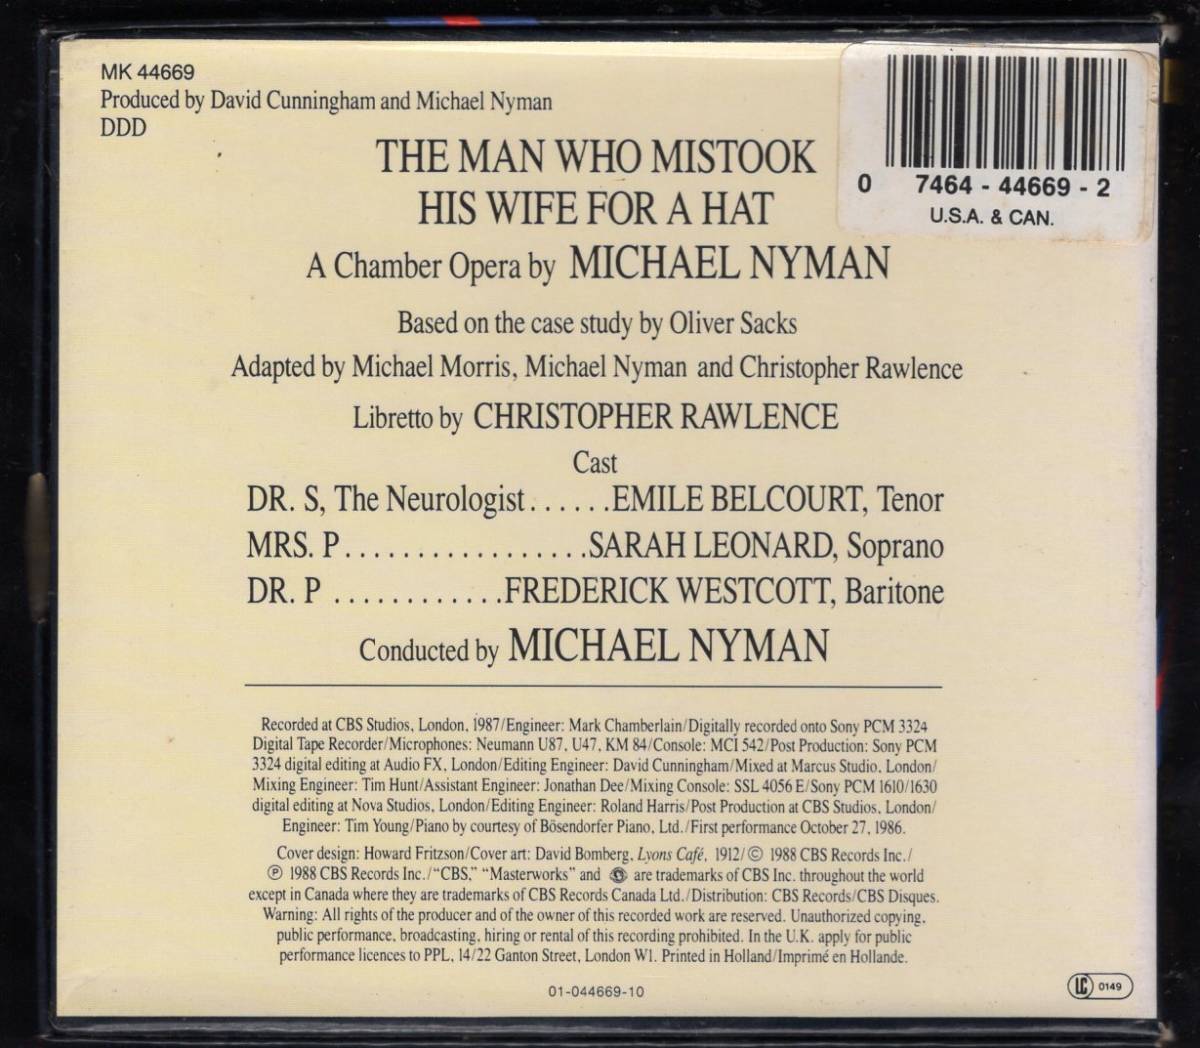 MK 44669
Produced by David Cunningham and Michael Nyman
DDD
0 7464 - 44669 - 2
U.S.A. & CAN.
THE MAN WHO MISTOOK
HIS WIFE FOR A HAT
A Chamber Opera by MICHAEL NYMAN
Based on the case study by Oliver Sacks
Adapted by Michael Morris, Michael Nyman and Christopher Rawlence
Libretto by CHRISTOPHER RAWLENCE
Cast
DR. S, The Neurologist......EMILE BELCOURT, Tenor
MRS. P.................SARAH LEONARD, Soprano
DR. P ............FREDERICK WESTCOTT, Baritone
Conducted by MICHAEL NYMAN
Recorded at CBS Studios, London, 1987/Engineer: Mark Chamberlain/Digitally recorded onto Sony PCM 3324
Digital Tape Recorder/Microphones: Neumann U87, U47, KM 84/Console: MCI 542/Post Production: Sony PCM
3324 digital editing at Audio FX, London/Editing Engineer: David Cunningham/Mixed at Marcus Studio, London/
Mixing Engineer: Tim Hunt/Assistant Engineer: Jonathan Dee/Mixing Console: SSL 4056 E/Sony PCM 1610/1630
digital editing at Nova Studios, London/Editing Engineer: Roland Harris/Post Production at CBS Studios, London/
Engineer: Tim Young/Piano by courtesy of Bösendorfer Piano, Ltd./First performance October 27, 1986.
Cover design: Howard Fritzson/Cover art: David Bomberg, Lyons Café, 1912/© 1988 CBS Records Inc./
℗ 1988 CBS Records Inc./"CBS," "Masterworks" and are trademarks of CBS Inc. throughout the world
except in Canada where they are trademarks of CBS Records Canada Ltd./Distribution: CBS Records/CBS Disques.
Warning: All rights of the producer and of the owner of this recorded work are reserved. Unauthorized copying,
public performance, broadcasting, hiring or rental of this recording prohibited. In the U.K. apply for public
performance licences to PPL, 14/22 Ganton Street, London W1. Printed in Holland/Imprimé en Hollande.
01-044669-10
LC 0149